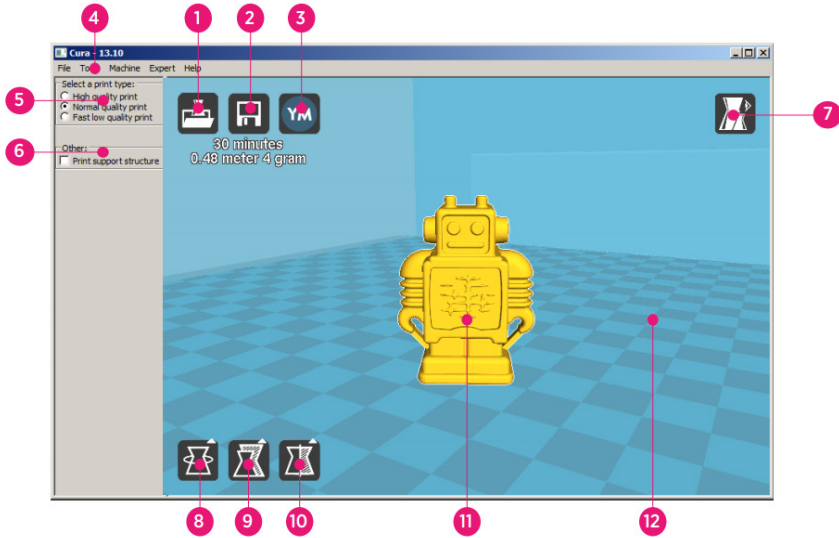 1
2
3
4
Cura - 13.10
File To Machine Expert Help
Select a print type:
5
High quality print
Normal quality print
Fast low quality print
YM
7
30 minutes
0.48 meter 4 gram
6
Other:
Print support structure
11
12
8
9
10